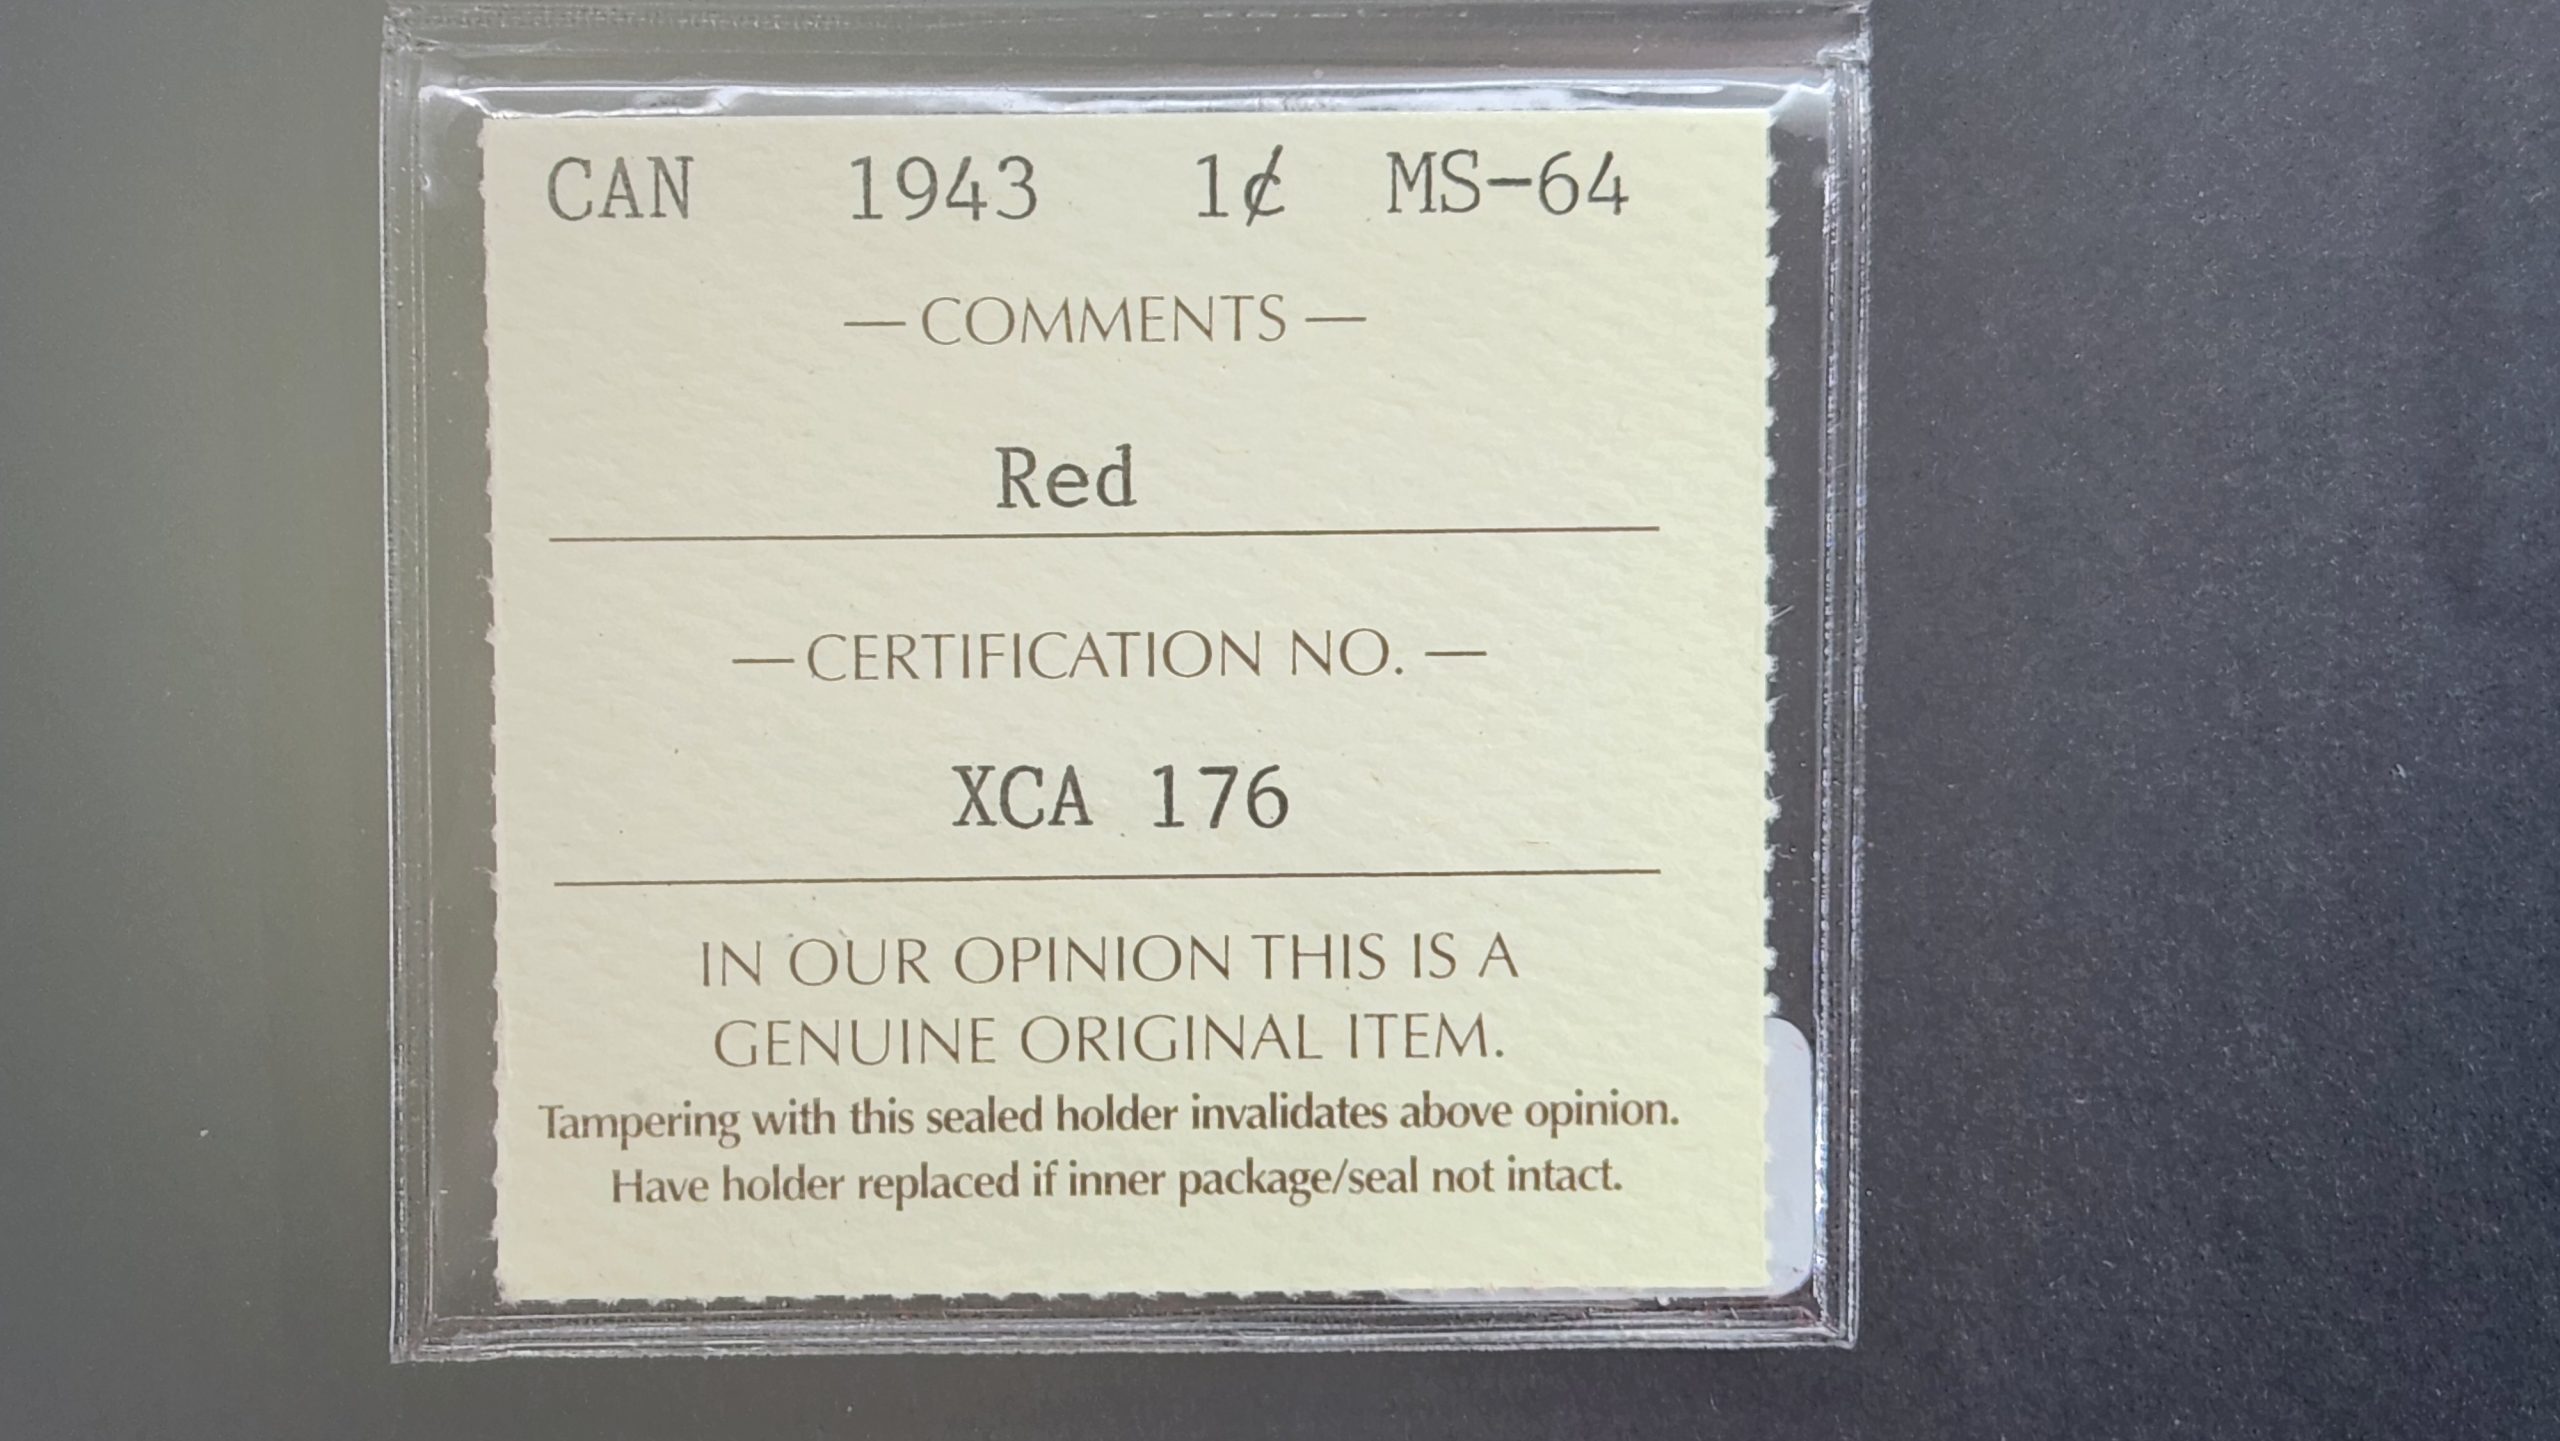 CAN 1943 1¢ MS-64
— COMMENTS —
Red
— CERTIFICATION NO. —
XCA 176
IN OUR OPINION THIS IS A
GENUINE ORIGINAL ITEM.
Tampering with this sealed holder invalidates above opinion.
Have holder replaced if inner package/seal not intact.